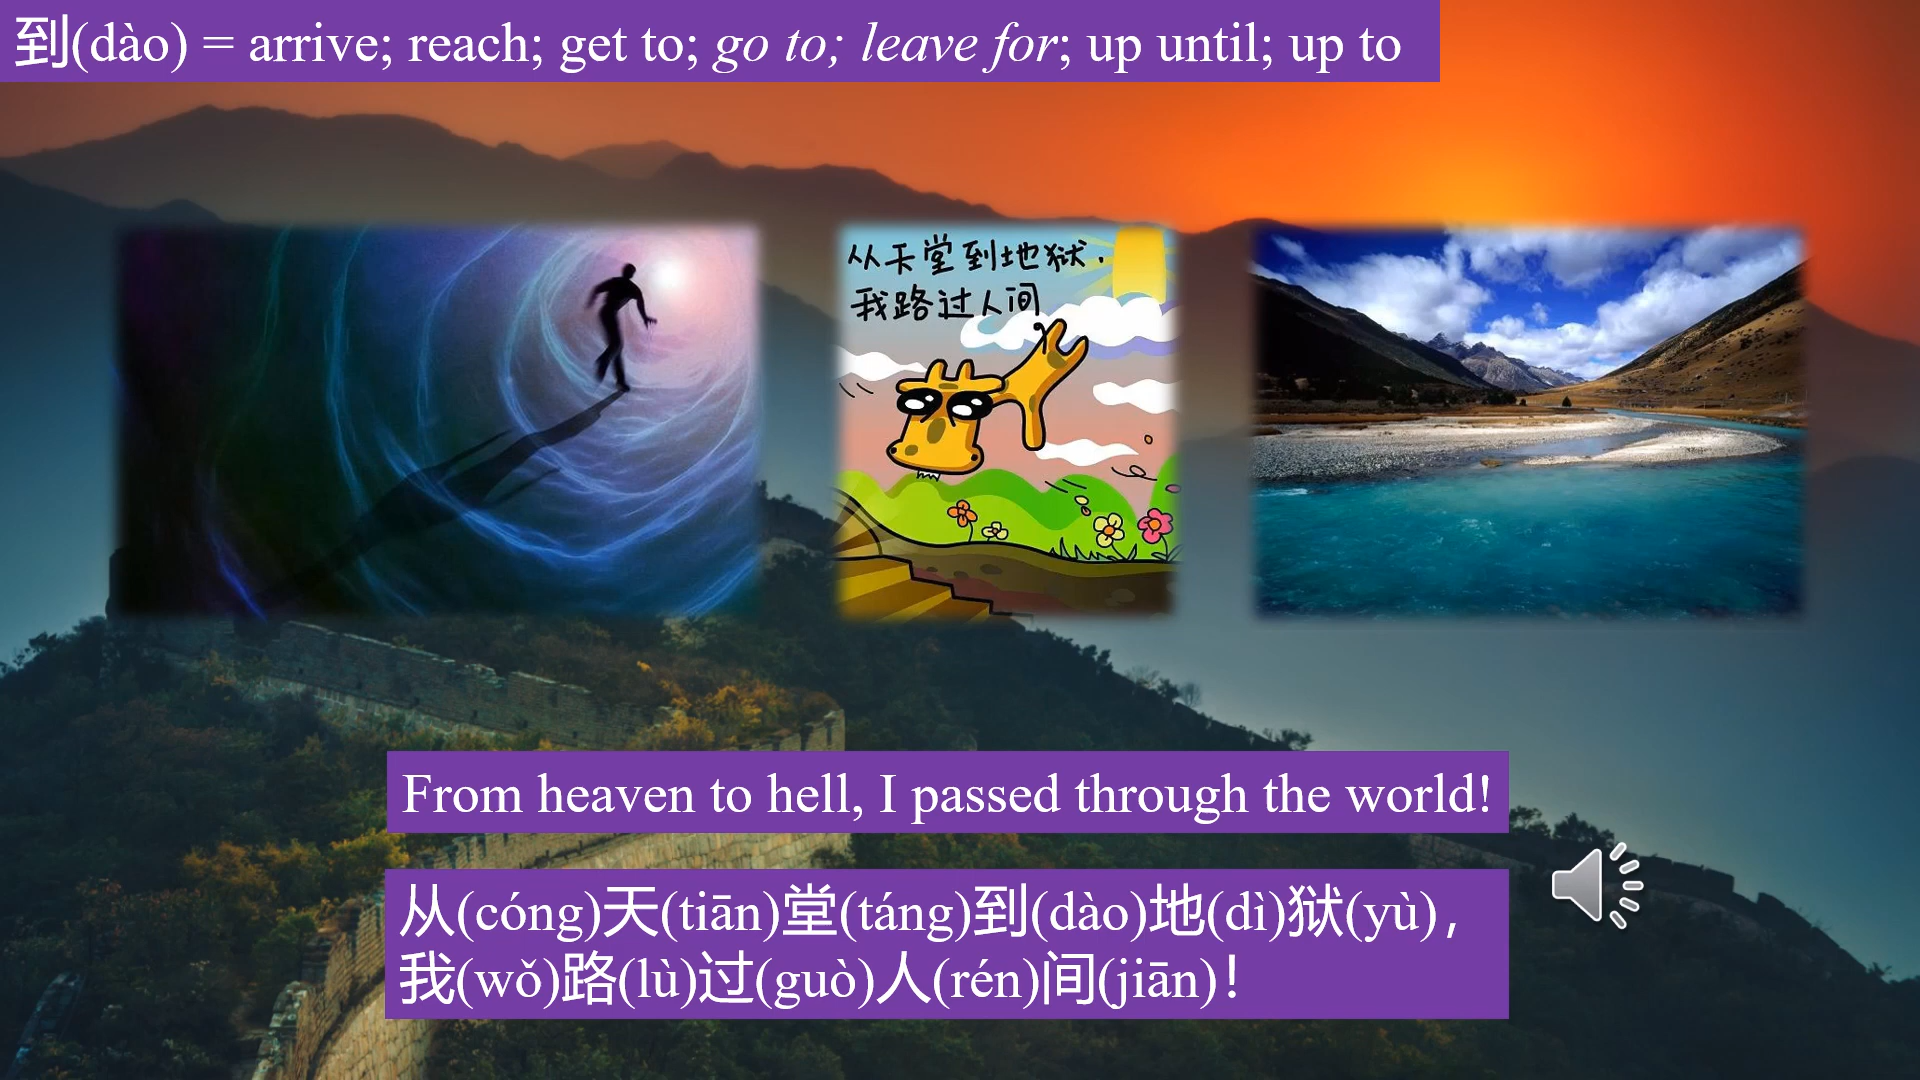 到(dào) = arrive; reach; get to; go to; leave for; up until; up to
从天堂到地狱.
我路过人间
From heaven to hell, I passed through the world!
从(cóng)天(tiān)堂(táng)到(dào)地(dì)狱(yù)，
我(wǒ)路(lù)过(guò)人(rén)间(jiān)！